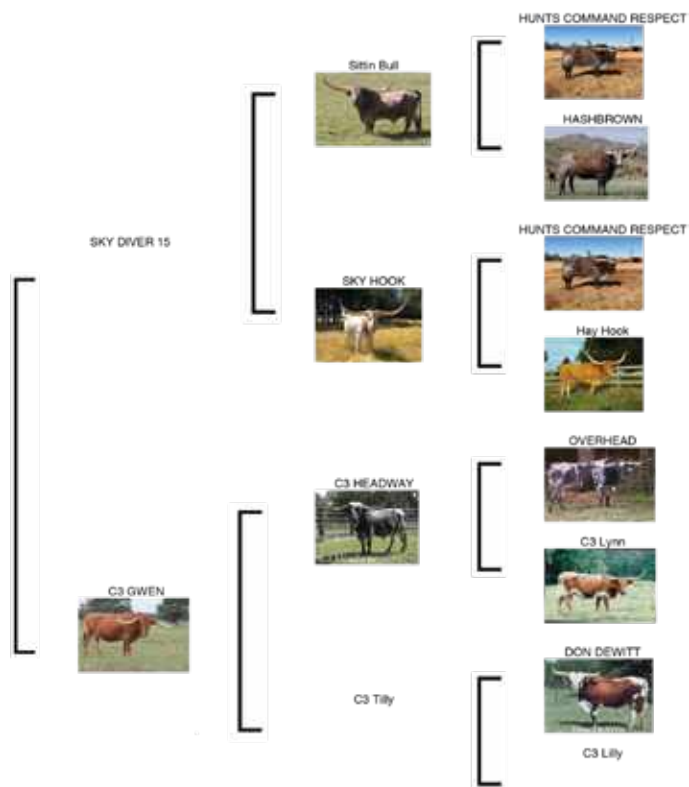 HUNTS COMMAND RESPECT
Sittin Bull
HASHBROWN
SKY DIVER 15
HUNTS COMMAND RESPECT
SKY HOOK
Hay Hook
OVERHEAD
C3 HEADWAY
C3 Lynn
C3 GWEN
DON DEWITT
C3 Tilly
C3 Lilly